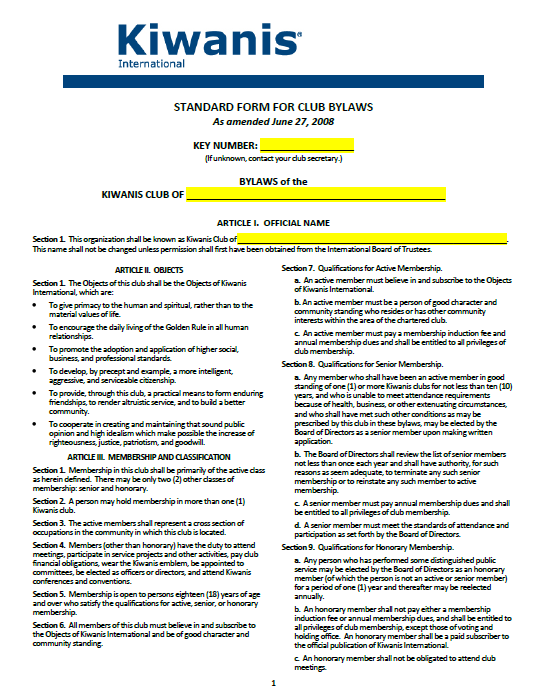 Kiwanis®
International
STANDARD FORM FOR CLUB BYLAWS
As amended June 27, 2008
KEY NUMBER:
(If unknown, contact your club secretary.)
BYLAWS of the
KIWANIS CLUB OF
ARTICLE I. OFFICIAL NAME
Section 1. This organization shall be known as Kiwanis Club of .
This name shall not be changed unless permission shall first have been obtained from the International Board of Trustees.
ARTICLE II. OBJECTS
Section 1. The Objects of this club shall be the Objects of Kiwanis
International, which are:
• To give primacy to the human and spiritual, rather than to the
material values of life.
• To encourage the daily living of the Golden Rule in all human
relationships.
• To promote the adoption and application of higher social,
business, and professional standards.
• To develop, by precept and example, a more intelligent,
aggressive, and serviceable citizenship.
• To provide, through this club, a practical means to form enduring
friendships, to render altruistic service, and to build a better
community.
• To cooperate in creating and maintaining that sound public
opinion and high idealism which make possible the increase of
righteousness, justice, patriotism, and goodwill.
ARTICLE III. MEMBERSHIP AND CLASSIFICATION
Section 1. Membership in this club shall be primarily of the active class
as herein defined. There may be only two (2) other classes of
membership: senior and honorary.
Section 2. A person may hold membership in more than one (1)
Kiwanis club.
Section 3. The active members shall represent a cross section of
occupations in the community in which this club is located.
Section 4. Members (other than honorary) have the duty to attend
meetings, participate in service projects and other activities, pay club
financial obligations, wear the Kiwanis emblem, be appointed to
committees, be elected as officers or directors, and attend Kiwanis
conferences and conventions.
Section 5. Membership is open to persons eighteen (18) years of age
and over who satisfy the qualifications for active, senior, or honorary
membership.
Section 6. All members of this club must believe in and subscribe to
the Objects of Kiwanis International and be of good character and
community standing.
Section 7. Qualifications for Active Membership.
a. An active member must believe in and subscribe to the Objects
of Kiwanis International.
b. An active member must be a person of good character and
community standing who resides or has other community
interests within the area of the chartered club.
c. An active member must pay a membership induction fee and
annual membership dues and shall be entitled to all privileges of
club membership.
Section 8. Qualifications for Senior Membership.
a. Any member who shall have been an active member in good
standing of one (1) or more Kiwanis clubs for not less than ten (10)
years, and who is unable to meet attendance requirements
because of health, business, or other extenuating circumstances,
and who shall have met such other conditions as may be
prescribed by this club in these bylaws, may be elected by the
Board of Directors as a senior member upon making written
application.
b. The Board of Directors shall review the list of senior members
not less than once each year and shall have authority, for such
reasons as seem adequate, to terminate any such senior
membership or to reinstate any such member to active
membership.
c. A senior member must pay annual membership dues and shall
be entitled to all privileges of club membership.
d. A senior member must meet the standards of attendance and
participation as set forth by the Board of Directors.
Section 9. Qualifications for Honorary Membership.
a. Any person who has performed some distinguished public
service may be elected by the Board of Directors as an honorary
member (of which the person is not an active or senior member)
for a period of one (1) year and thereafter may be reelected
annually.
b. An honorary member shall not pay either a membership
induction fee or annual membership dues, and shall be entitled to
all privileges of club membership, except those of voting and
holding office. An honorary member shall be a paid subscriber to
the official publication of Kiwanis International.
c. An honorary member shall not be obligated to attend club
meetings.
1